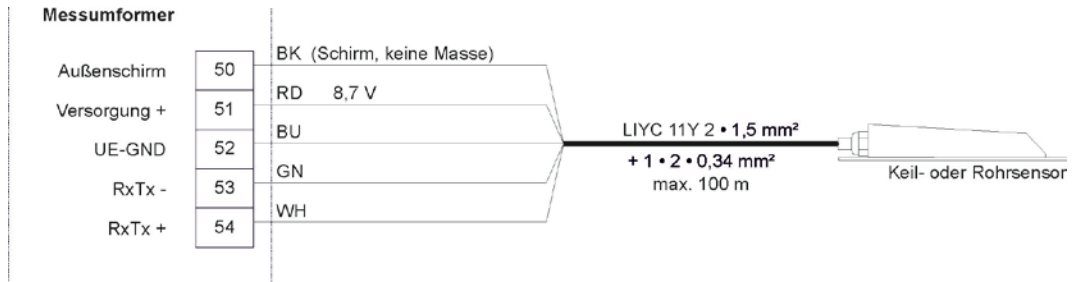 Messumformer
Außenschirm 50 BK (Schirm, keine Masse)
Versorgung + 51 RD 8,7 V
UE-GND 52 BU
RxTx - 53 GN
RxTx + 54 WH
LIYC 11Y 2 • 1,5 mm²
+ 1 • 2 • 0,34 mm²
max. 100 m
Keil- oder Rohrsensor